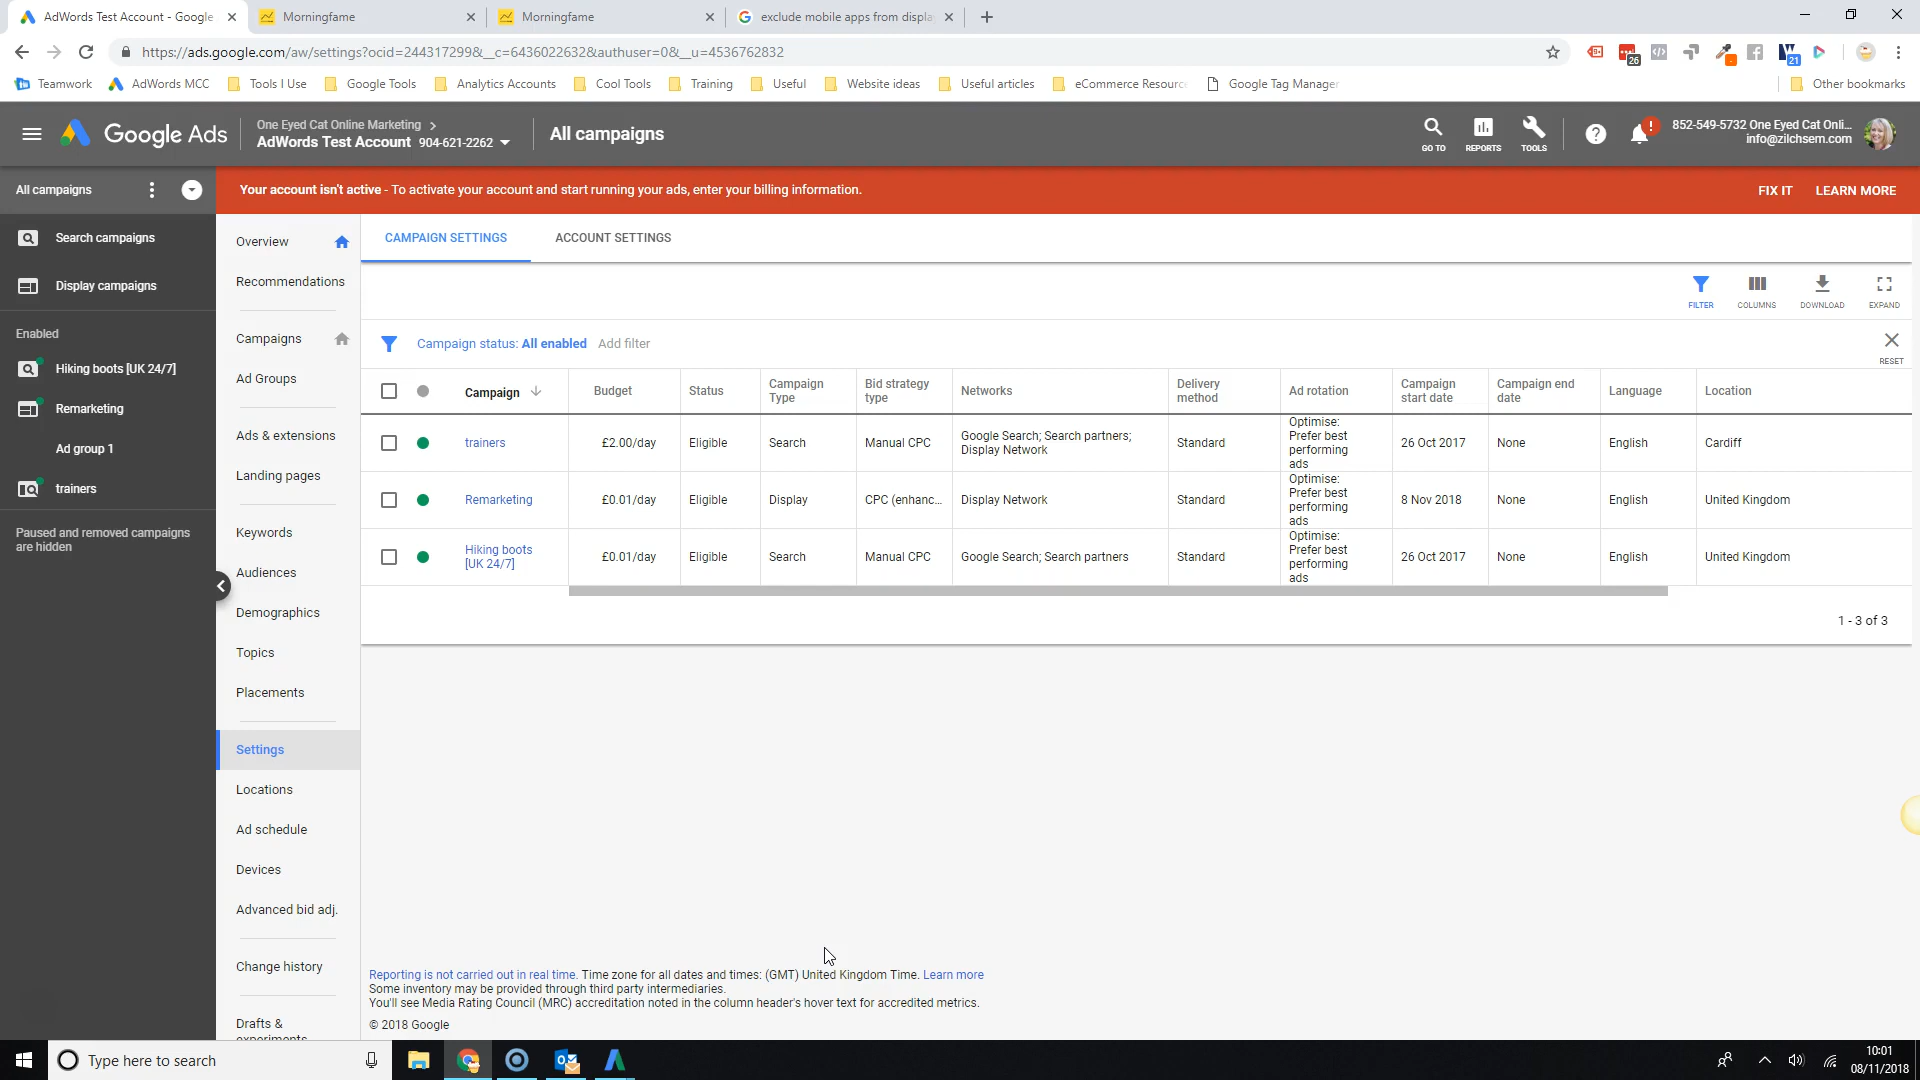 AdWords Test Account - Google
Morningfame
Morningfame
exclude mobile apps from displa
https://ads.google.com/aw/settings?ocid=244317299&__c=6436022632&authuser=0&__u=4536762832
26
21
Teamwork
AdWords MCC
Tools I Use
Google Tools
Analytics Accounts
Cool Tools
Training
Useful
Website ideas
Useful articles
eCommerce Resourc
Google Tag Manager
Other bookmarks
Google Ads
One Eyed Cat Online Marketing >
AdWords Test Account 904-621-2262
All campaigns
GO TO
REPORTS
TOOLS
852-549-5732 One Eyed Cat Onli...
info@zilchsem.com
All campaigns
Your account isn't active - To activate your account and start running your ads, enter your billing information.
FIX IT
LEARN MORE
Search campaigns
Display campaigns
Enabled
Hiking boots [UK 24/7]
Remarketing
Ad group 1
trainers
Paused and removed campaigns
are hidden
Overview
Recommendations
Campaigns
Ad Groups
Ads & extensions
Landing pages
Keywords
Audiences
Demographics
Topics
Placements
Settings
Locations
Ad schedule
Devices
Advanced bid adj.
Change history
Drafts &
experiments
CAMPAIGN SETTINGS
ACCOUNT SETTINGS
FILTER
COLUMNS
DOWNLOAD
EXPAND
Campaign status: All enabled
Add filter
RESET
Campaign
Budget
Status
Campaign
Type
Bid strategy
type
Networks
Delivery
method
Ad rotation
Campaign
start date
Campaign end
date
Language
Location
trainers
£2.00/day
Eligible
Search
Manual CPC
Google Search; Search partners;
Display Network
Standard
Optimise:
Prefer best
performing
ads
26 Oct 2017
None
English
Cardiff
Remarketing
£0.01/day
Eligible
Display
CPC (enhanc...
Display Network
Standard
Optimise:
Prefer best
performing
ads
8 Nov 2018
None
English
United Kingdom
Hiking boots
[UK 24/7]
£0.01/day
Eligible
Search
Manual CPC
Google Search; Search partners
Standard
Optimise:
Prefer best
performing
ads
26 Oct 2017
None
English
United Kingdom
1 - 3 of 3
Reporting is not carried out in real time. Time zone for all dates and times: (GMT) United Kingdom Time. Learn more
Some inventory may be provided through third party intermediaries.
You'll see Media Rating Council (MRC) accreditation noted in the column header's hover text for accredited metrics.
© 2018 Google
Type here to search
10:01
08/11/2018